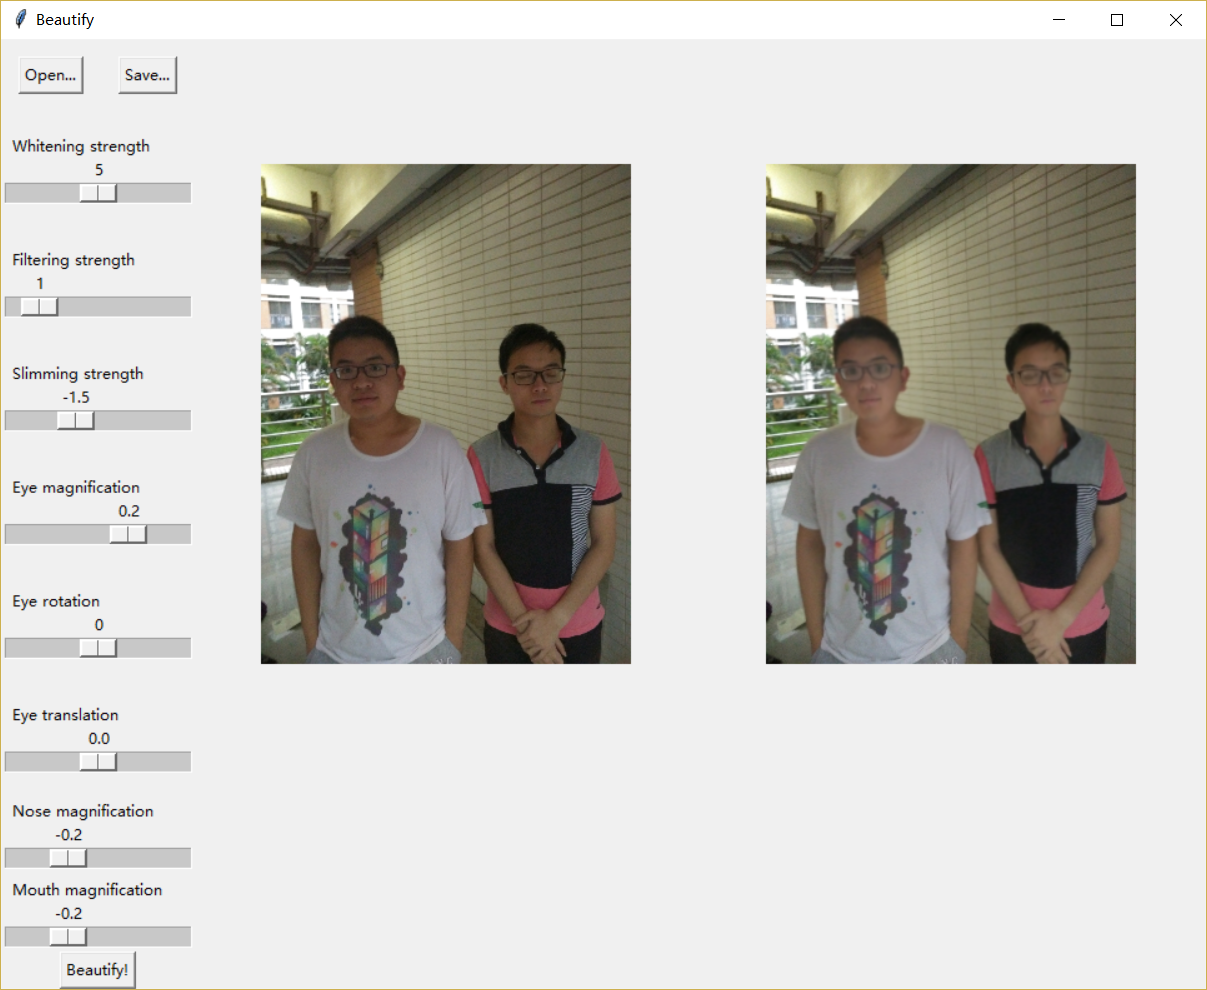 Beautify
Open... Save...
Whitening strength
5
Filtering strength
1
Slimming strength
-1.5
Eye magnification
0.2
Eye rotation
0
Eye translation
0.0
Nose magnification
-0.2
Mouth magnification
-0.2
Beautify!